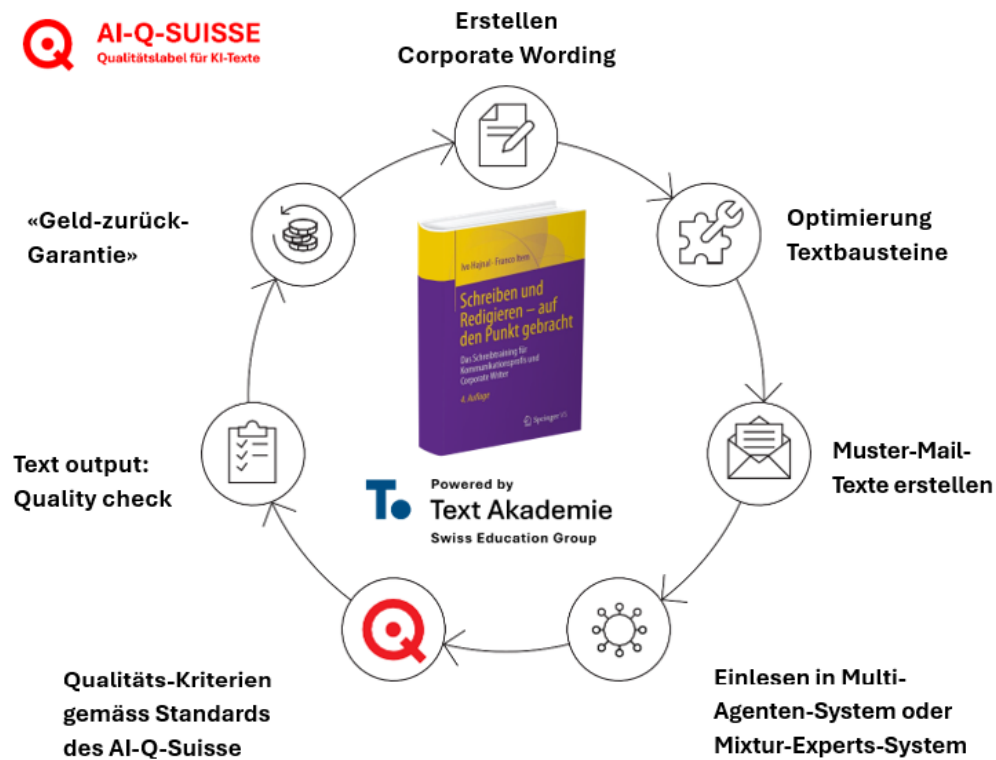 AI-Q-SUISSE
Qualitätslabel für KI-Texte
Erstellen
Corporate Wording
«Geld-zurück-
Garantie»
Optimierung
Textbausteine
Ivo Hajnal · Franco Item
Schreiben und
Redigieren – auf
den Punkt gebracht
Das Schreibtraining für
Kommunikationsprofis und
Corporate Writer
4. Auflage
Springer VS
Text output:
Quality check
Muster-Mail-
Texte erstellen
Powered by
Text Akademie
Swiss Education Group
Qualitäts-Kriterien
gemäss Standards
des AI-Q-Suisse
Einlesen in Multi-
Agenten-System oder
Mixtur-Experts-System